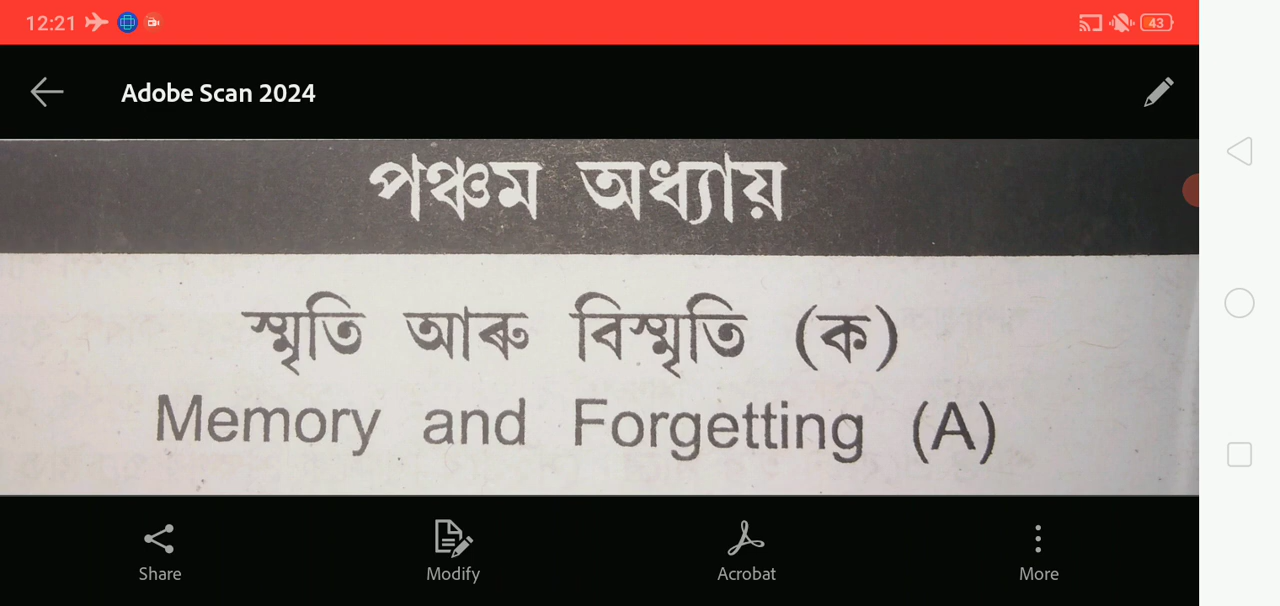 12:21
43
Adobe Scan 2024
পঞ্চম অধ্যায়
স্মৃতি আৰু বিস্মৃতি (ক)
Memory and Forgetting (A)
Share Modify Acrobat More